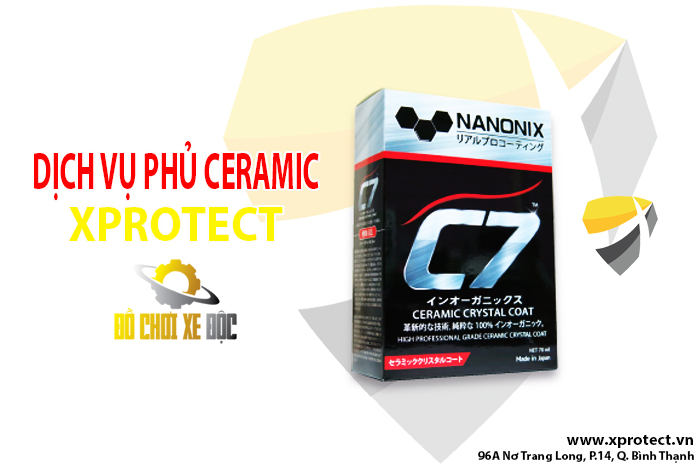 DỊCH VỤ PHỦ CERAMIC
XPROTECT
ĐỒ CHƠI XE ĐỘC
NANONIX
リアルプロコーティング
C7
TM
インオーガニックス
CERAMIC CRYSTAL COAT
革新的な技術, 純粋な 100% インオーガニック。
HIGH PROFESSIONAL GRADE CERAMIC CRYSTAL COAT
NET 70 ml
セラミッククリスタルコート
Made in Japan
www.xprotect.vn
96A Nơ Trang Long, P.14, Q. Bình Thạnh